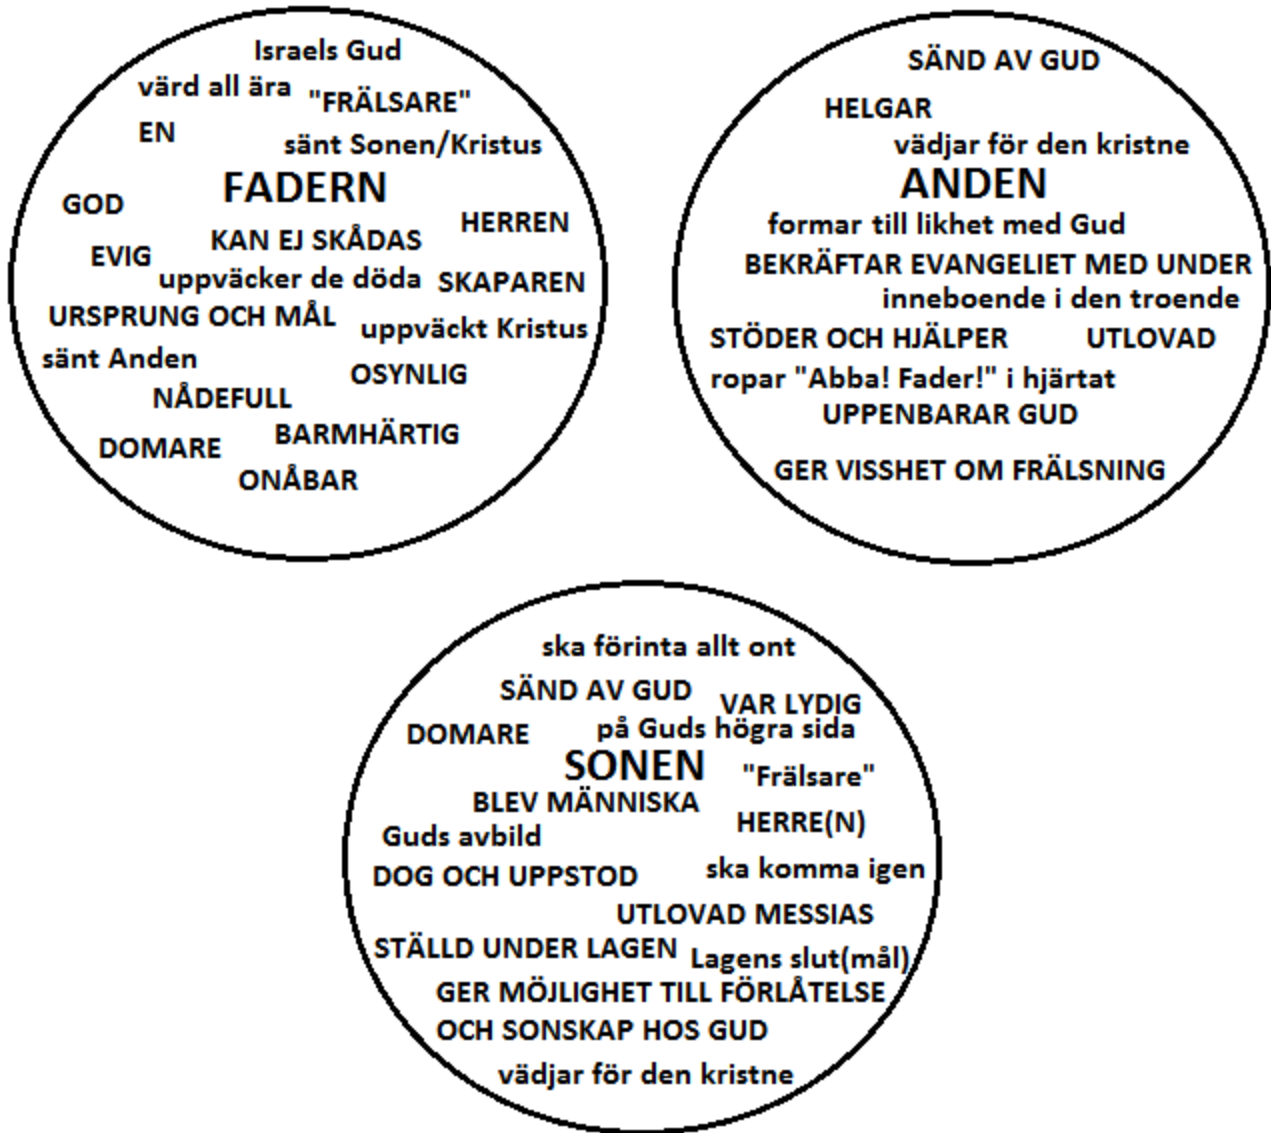 Israels Gud
värd all ära
"FRÄLSARE"
EN
sänt Sonen/Kristus
FADERN
GOD
HERREN
KAN EJ SKÅDAS
EVIG
uppväcker de döda
SKAPAREN
URSPRUNG OCH MÅL
uppväckt Kristus
sänt Anden
OSYNLIG
NÅDEFULL
BARMHÄRTIG
DOMARE
ONÅBAR
SÄND AV GUD
HELGAR
vädjar för den kristne
ANDEN
formar till likhet med Gud
BEKRÄFTAR EVANGELIET MED UNDER
inneboende i den troende
STÖDER OCH HJÄLPER
UTLOVAD
ropar "Abba! Fader!" i hjärtat
UPPENBARAR GUD
GER VISSHET OM FRÄLSNING
ska förinta allt ont
SÄND AV GUD
VAR LYDIG
DOMARE
på Guds högra sida
SONEN
"Frälsare"
BLEV MÄNNISKA
HERRE(N)
Guds avbild
DOG OCH UPPSTOD
ska komma igen
UTLOVAD MESSIAS
STÄLLD UNDER LAGEN
Lagens slut(mål)
GER MÖJLIGHET TILL FÖRLÅTELSE
OCH SONSKAP HOS GUD
vädjar för den kristne